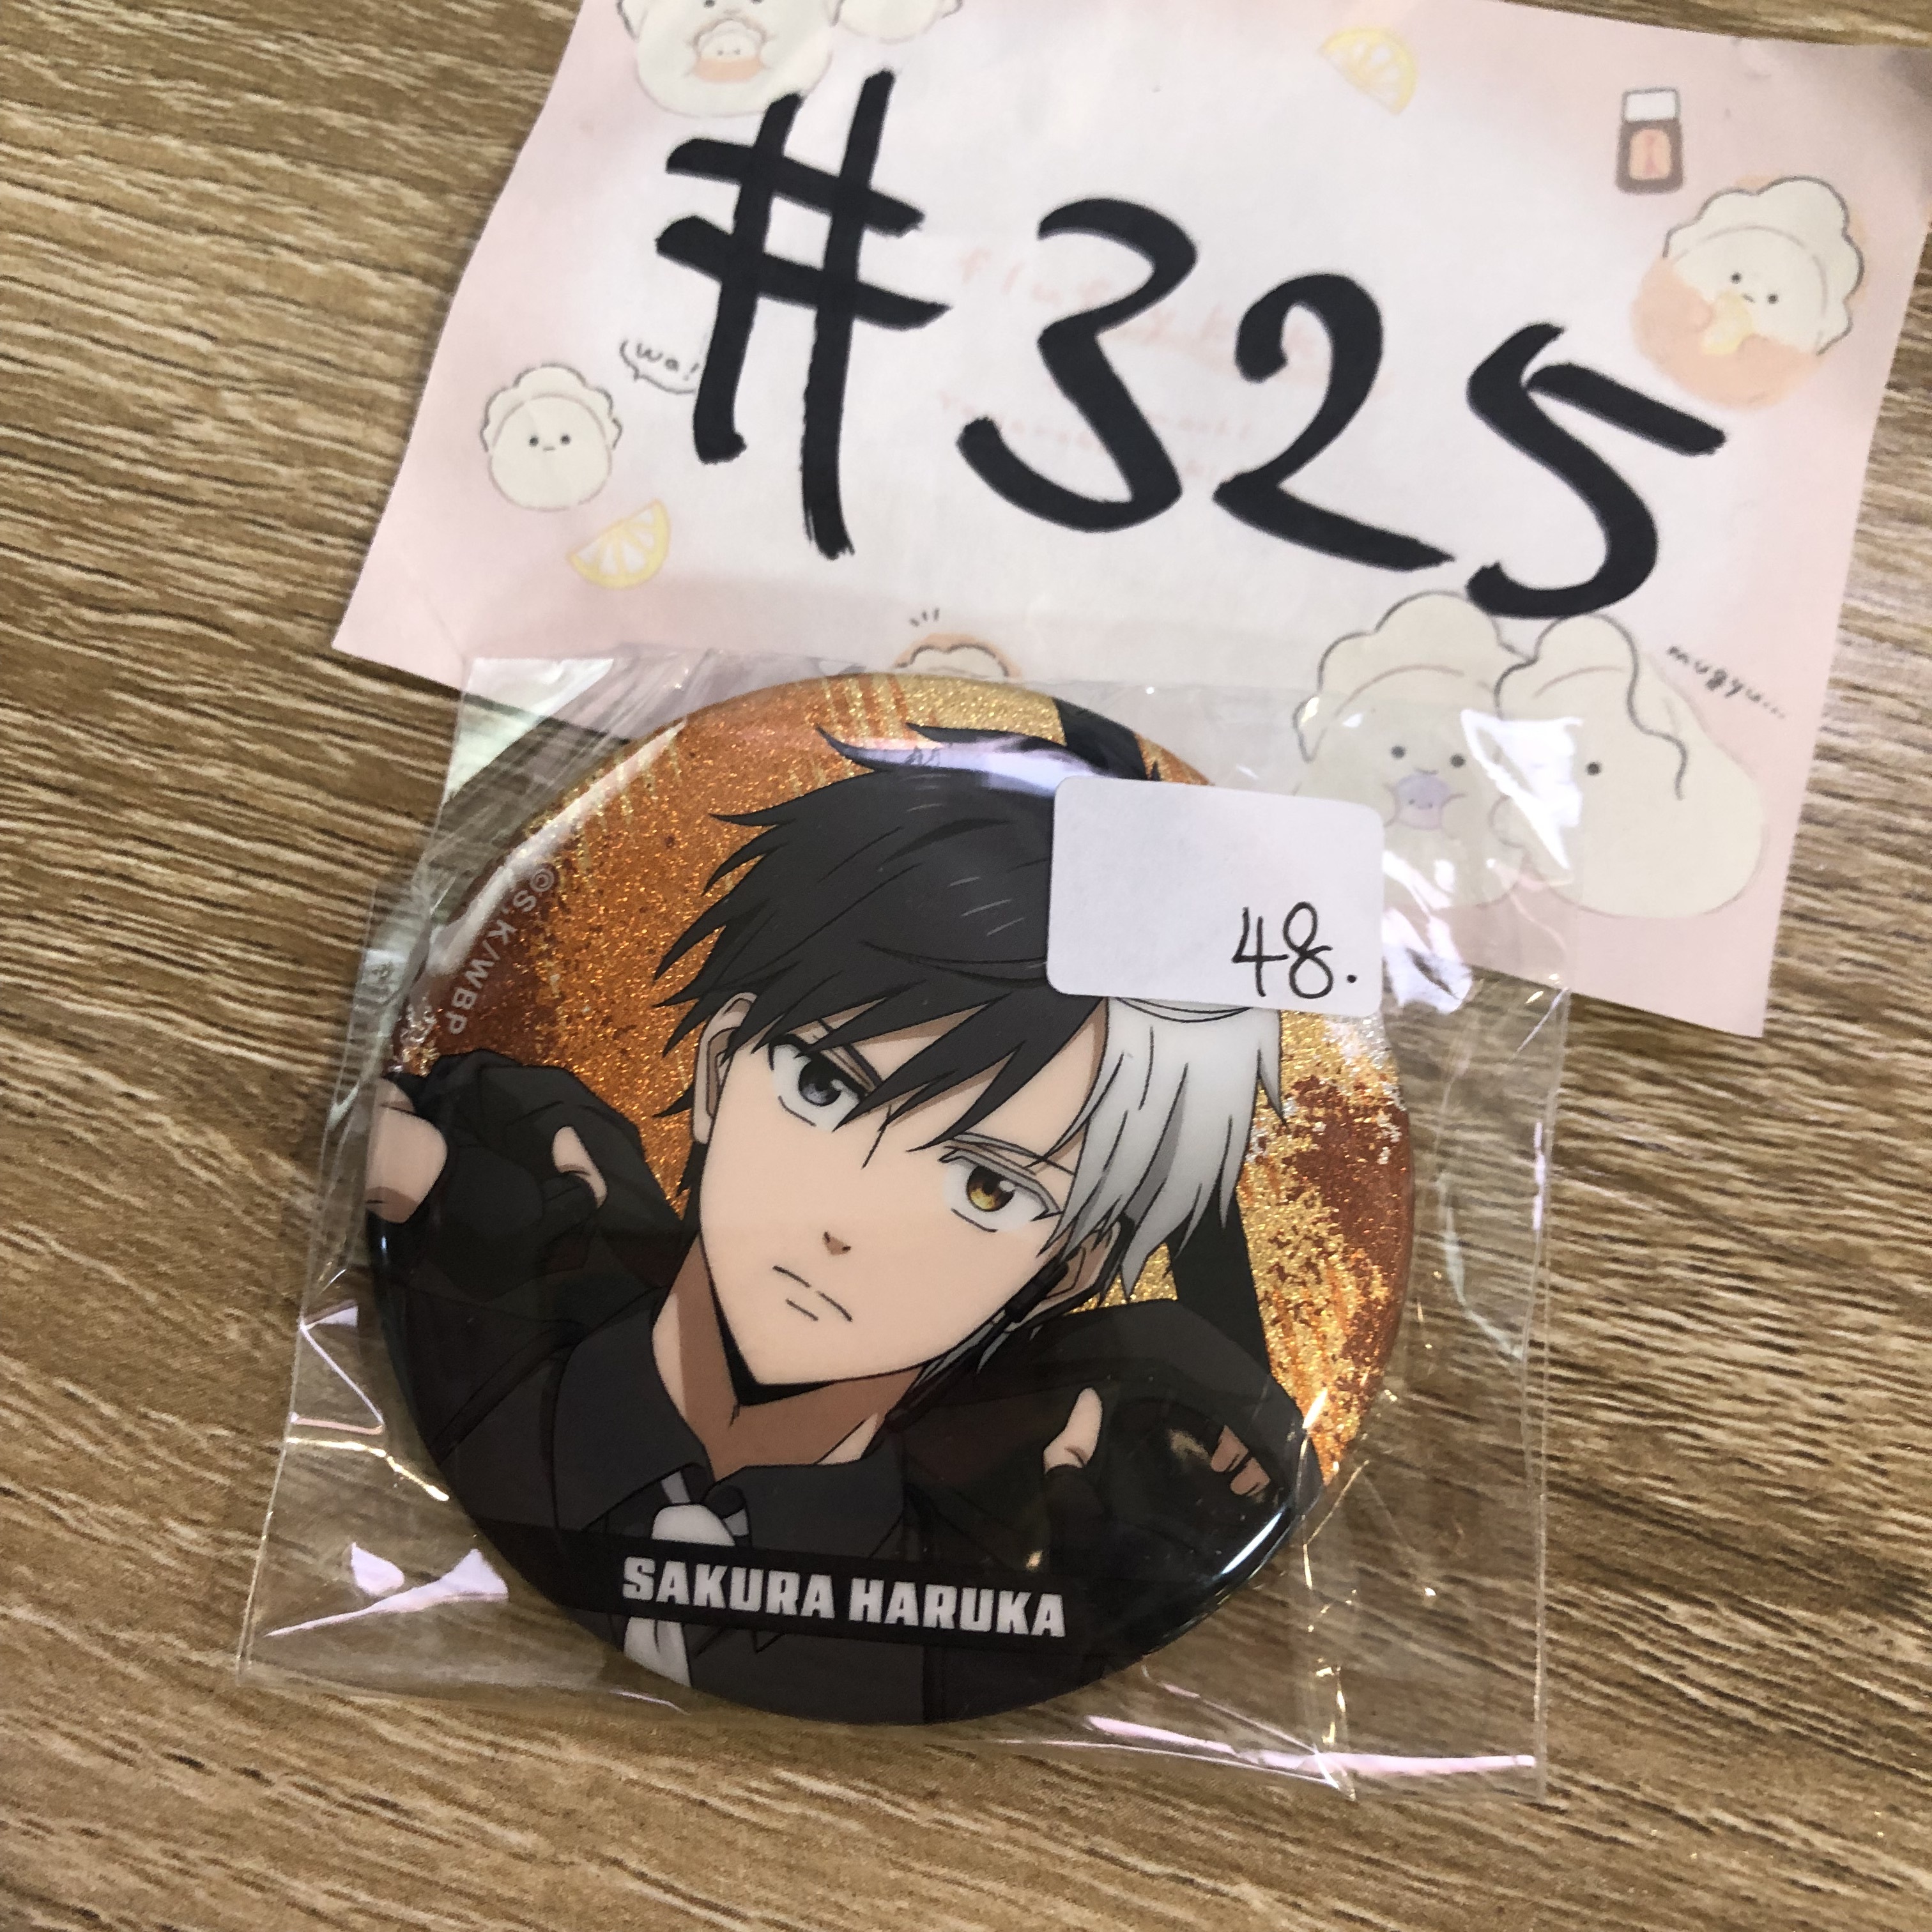 #325
wa!
mugyu...
48.
©S.K/WBP
SAKURA HARUKA